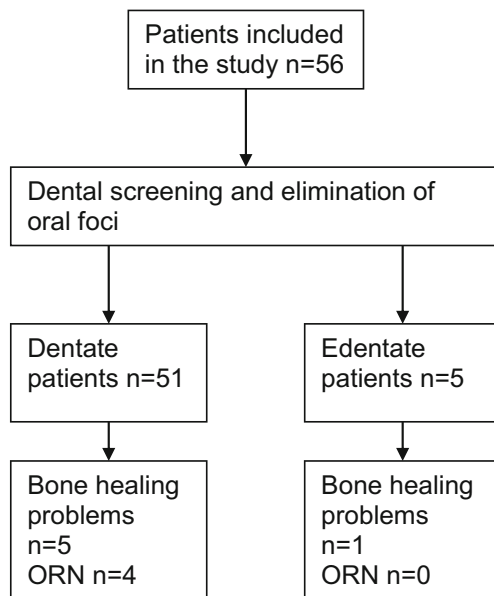 Patients included
in the study n=56
Dental screening and elimination of
oral foci
Dentate
patients n=51
Edentate
patients n=5
Bone healing
problems
n=5
ORN n=4
Bone healing
problems
n=1
ORN n=0